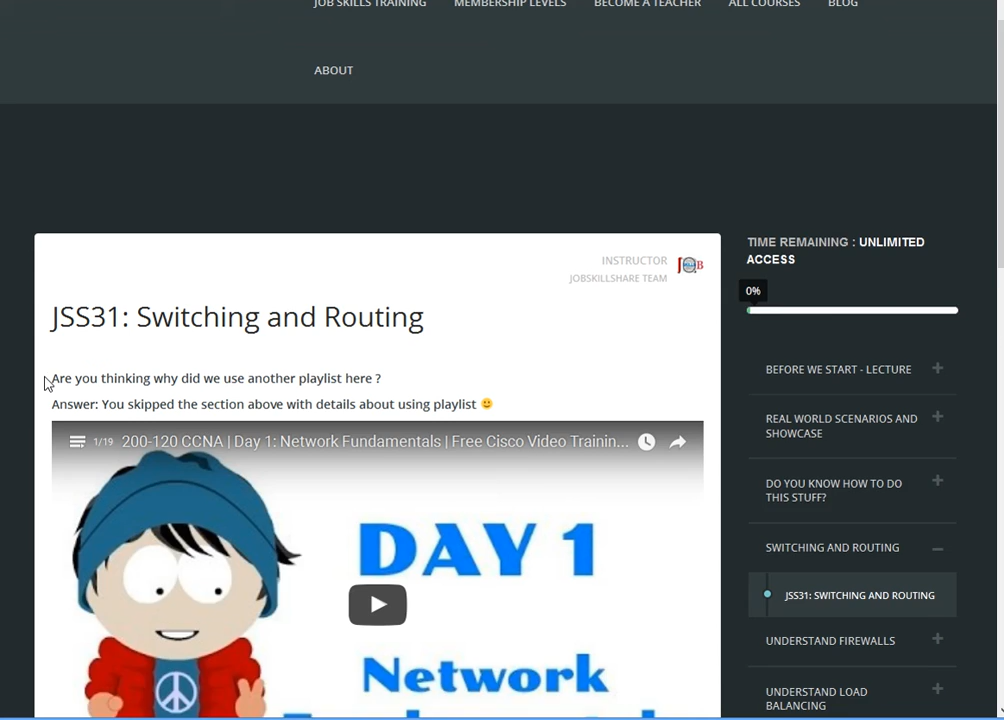 JOB SKILLS TRAINING
MEMBERSHIP LEVELS
BECOME A TEACHER
ALL COURSES
BLOG
ABOUT
INSTRUCTOR
JOBSKILLSHARE TEAM
JSS31: Switching and Routing
Are you thinking why did we use another playlist here ?
Answer: You skipped the section above with details about using playlist
1/19 200-120 CCNA | Day 1: Network Fundamentals | Free Cisco Video Trainin...
DAY 1
Network
TIME REMAINING : UNLIMITED
ACCESS
0%
BEFORE WE START - LECTURE
REAL WORLD SCENARIOS AND
SHOWCASE
DO YOU KNOW HOW TO DO
THIS STUFF?
SWITCHING AND ROUTING
JSS31: SWITCHING AND ROUTING
UNDERSTAND FIREWALLS
UNDERSTAND LOAD
BALANCING